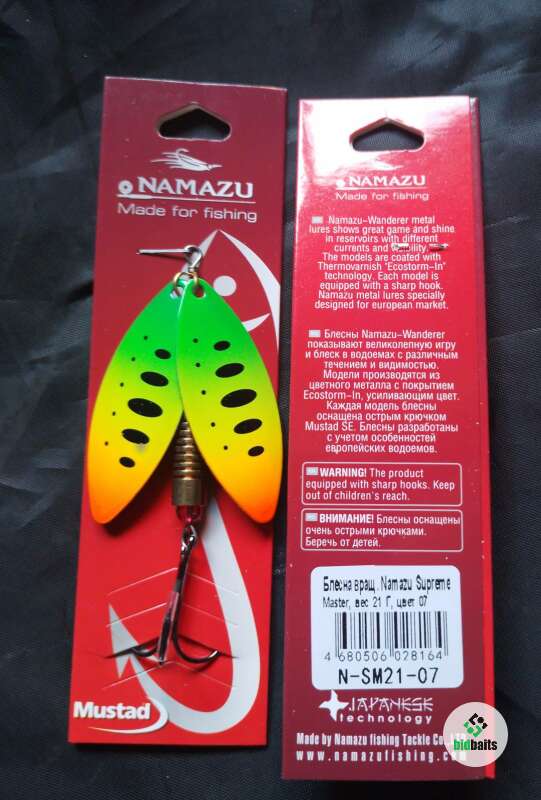 NAMAZU
Made for fishing
Mustad
NAMAZU
Made for fishing
Namazu-Wanderer metal
lures shows great game and shine
in reservoirs with different
currents and
The models are coated with
Thermovarnish "Ecostorm-In"
technology. Each model is
equipped with a sharp hook.
Namazu metal lures specially
designed for european market.
Блесны Namazu-Wanderer
показывают великолепную игру
и блеск в водоемах с различным
течением и видимостью.
Модели производятся из
цветного металла с покрытием
Ecostorm-In, усиливающим цвет.
Каждая модель блесны
оснащена острым крючком
Mustad SE. Блесны разработаны
с учетом особенностей
европейских водоемов.
WARNING! The product
equipped with sharp hooks. Keep
out of children's reach.
ВНИМАНИЕ! Блесны оснащены
очень острыми крючками.
Беречь от детей.
Блесна вращ. Namazu Supreme
Master, вес 21 Г, цвет 07
4 680506 028164
N-SM21-07
JAPANESE
technology
Made by Namazu fishing Tackle Co.
www.namazufishing.com
bidbaits